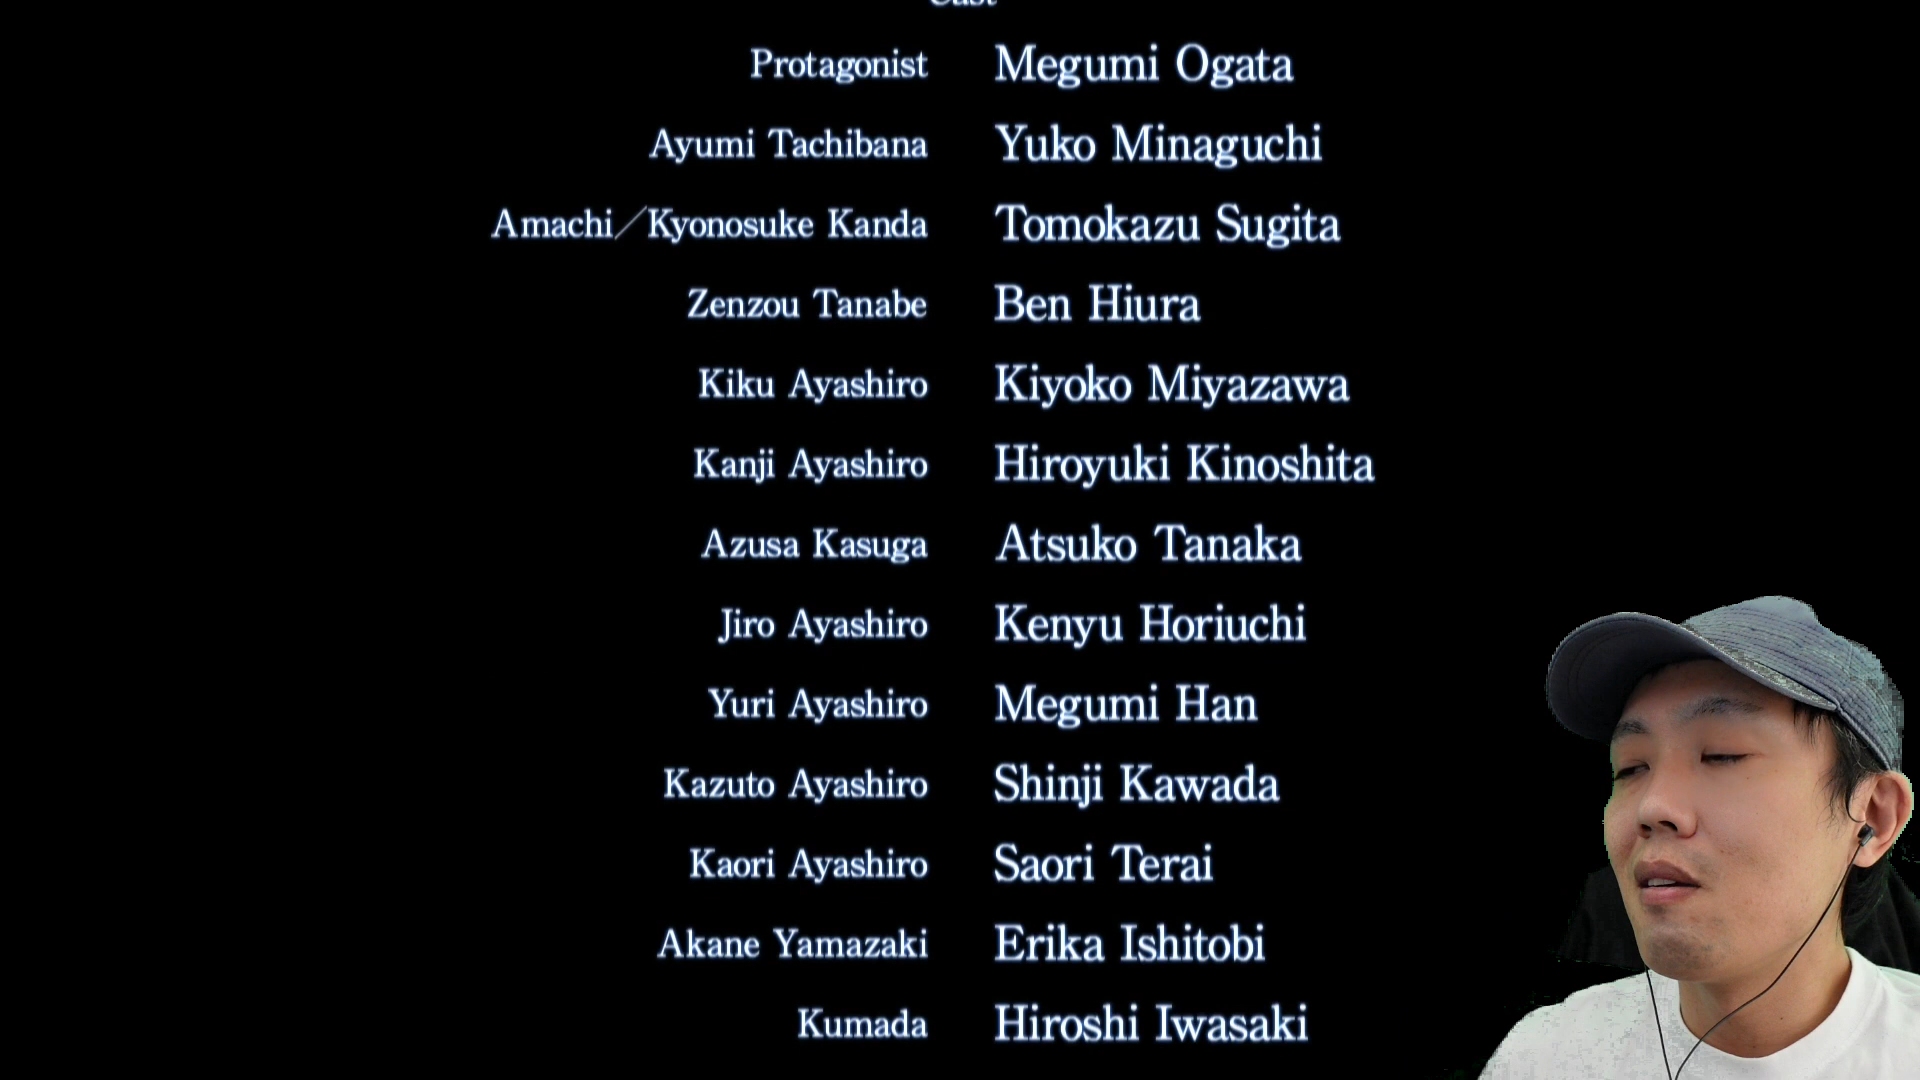 Cast
Protagonist Megumi Ogata
Ayumi Tachibana Yuko Minaguchi
Amachi／Kyonosuke Kanda Tomokazu Sugita
Zenzou Tanabe Ben Hiura
Kiku Ayashiro Kiyoko Miyazawa
Kanji Ayashiro Hiroyuki Kinoshita
Azusa Kasuga Atsuko Tanaka
Jiro Ayashiro Kenyu Horiuchi
Yuri Ayashiro Megumi Han
Kazuto Ayashiro Shinji Kawada
Kaori Ayashiro Saori Terai
Akane Yamazaki Erika Ishitobi
Kumada Hiroshi Iwasaki